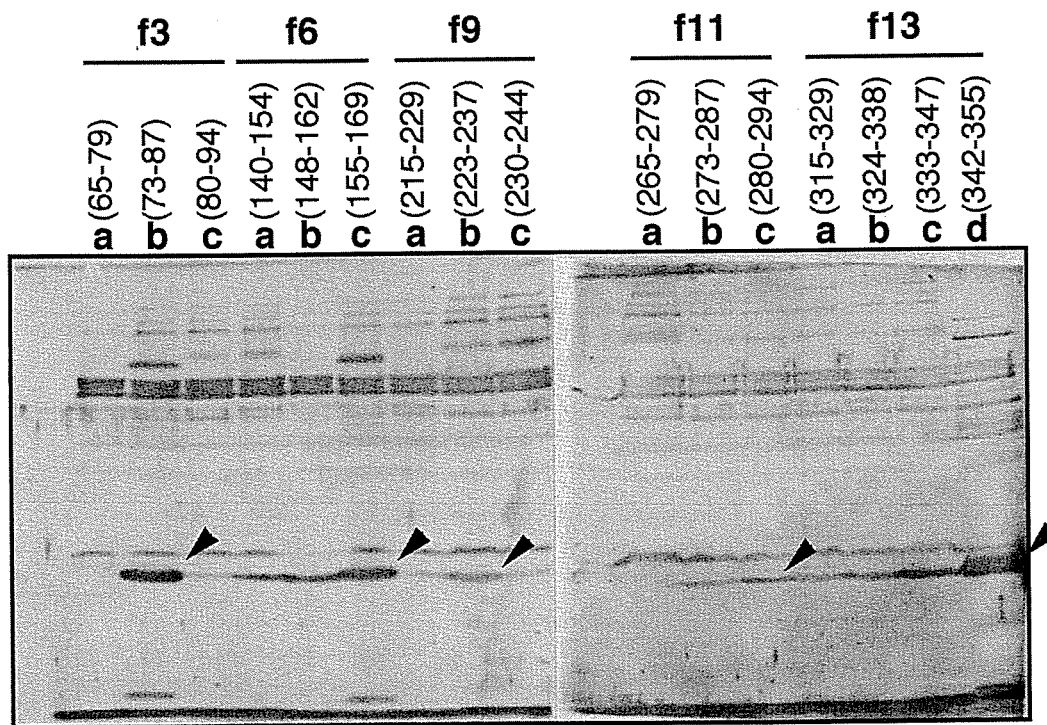 f3 f6 f9 f11 f13
(65-79) (73-87) (80-94) (140-154) (148-162) (155-169) (215-229) (223-237) (230-244) (265-279) (273-287) (280-294) (315-329) (324-338) (333-347) (342-355)
a b c a b c a b c a b c a b c d